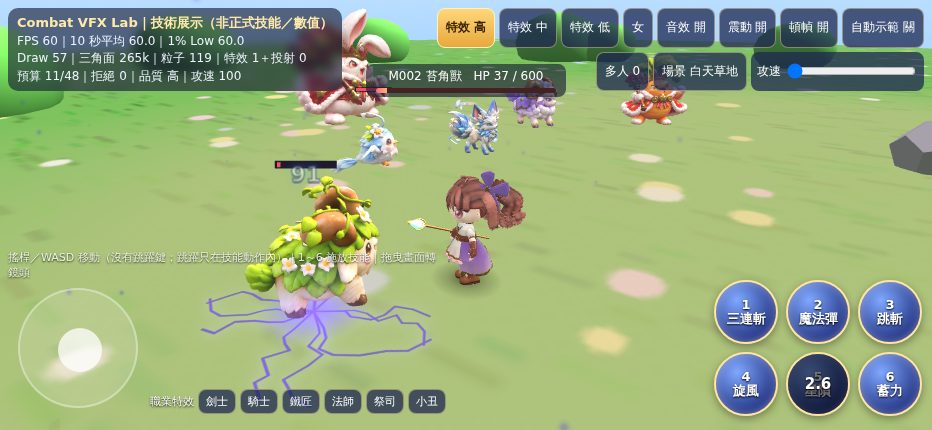 Combat VFX Lab｜技術展示（非正式技能／數值）
FPS 60｜10 秒平均 60.0｜1% Low 60.0
Draw 57｜三角面 265k｜粒子 119｜特效 1＋投射 0
預算 11/48｜拒絕 0｜品質 高｜攻速 100
特效 高
特效 中
特效 低
女
音效 開
震動 開
頓幀 開
自動示範 關
M002 苔角獸 HP 37 / 600
多人 0
場景 白天草地
攻速
91
搖桿／WASD 移動（沒有跳躍鍵；跳躍只在技能動作內）｜1～6 施放技能｜拖曳畫面轉
鏡頭
1
三連斬
2
魔法彈
3
跳斬
4
旋風
2.6
6
蓄力
職業特效
劍士
騎士
鐵匠
法師
祭司
小丑